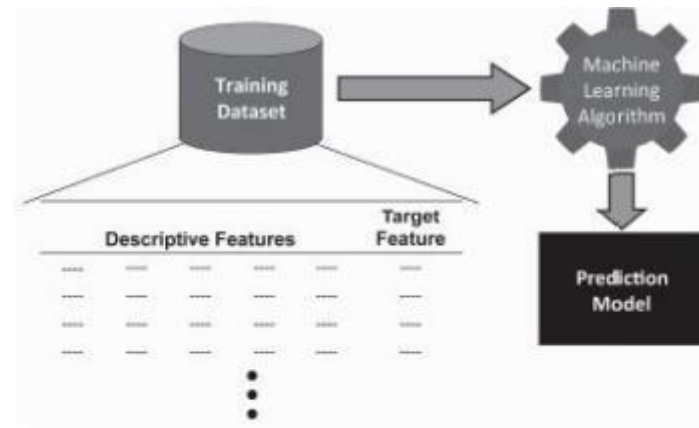 Training
Dataset
Machine
Learning
Algorithm
Descriptive Features
Target
Feature
Prediction
Model